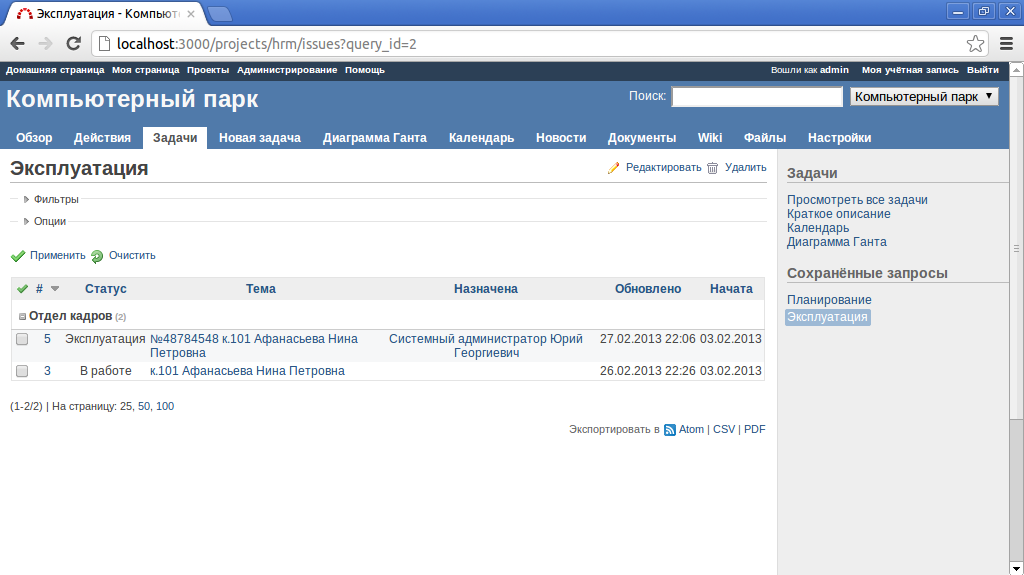 Эксплуатация - Компьют
localhost:3000/projects/hrm/issues?query_id=2
Домашняя страница Моя страница Проекты Администрирование Помощь Вошли как admin Моя учётная запись Выйти
Компьютерный парк Поиск: Компьютерный парк
Обзор Действия Задачи Новая задача Диаграмма Ганта Календарь Новости Документы Wiki Файлы Настройки
Эксплуатация Редактировать Удалить
Фильтры
Опции
Применить Очистить
# Статус Тема Назначена Обновлено Начата
Отдел кадров (2)
5 Эксплуатация №48784548 к.101 Афанасьева Нина Системный администратор Юрий 27.02.2013 22:06 03.02.2013
Петровна Георгиевич
3 В работе к.101 Афанасьева Нина Петровна 26.02.2013 22:26 03.02.2013
(1-2/2) | На страницу: 25, 50, 100
Экспортировать в Atom | CSV | PDF
Задачи
Просмотреть все задачи
Краткое описание
Календарь
Диаграмма Ганта
Сохранённые запросы
Планирование
Эксплуатация